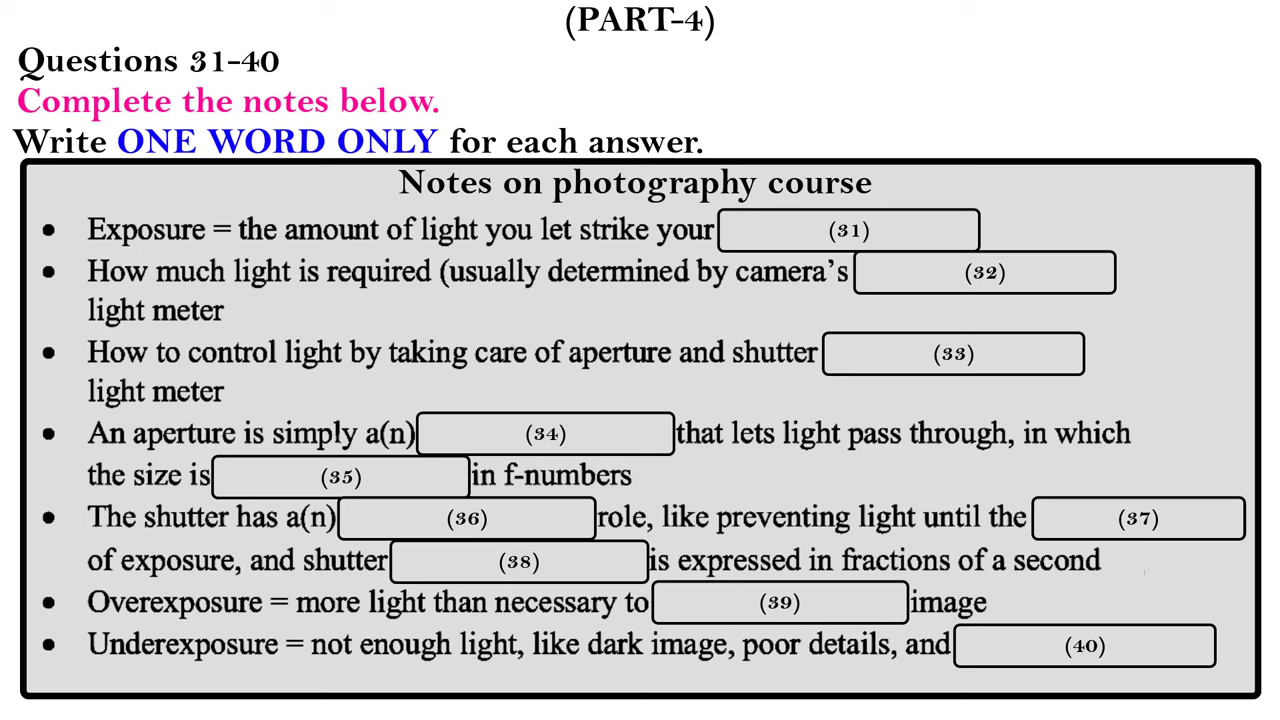 (PART-4)
Questions 31-40
Complete the notes below.
Write ONE WORD ONLY for each answer.
Notes on photography course
• Exposure = the amount of light you let strike your (31)
• How much light is required (usually determined by camera's (32)
light meter
• How to control light by taking care of aperture and shutter (33)
light meter
• An aperture is simply a(n) (34) that lets light pass through, in which
the size is (35) in f-numbers
• The shutter has a(n) (36) role, like preventing light until the (37)
of exposure, and shutter (38) is expressed in fractions of a second
• Overexposure = more light than necessary to (39) image
• Underexposure = not enough light, like dark image, poor details, and (40)